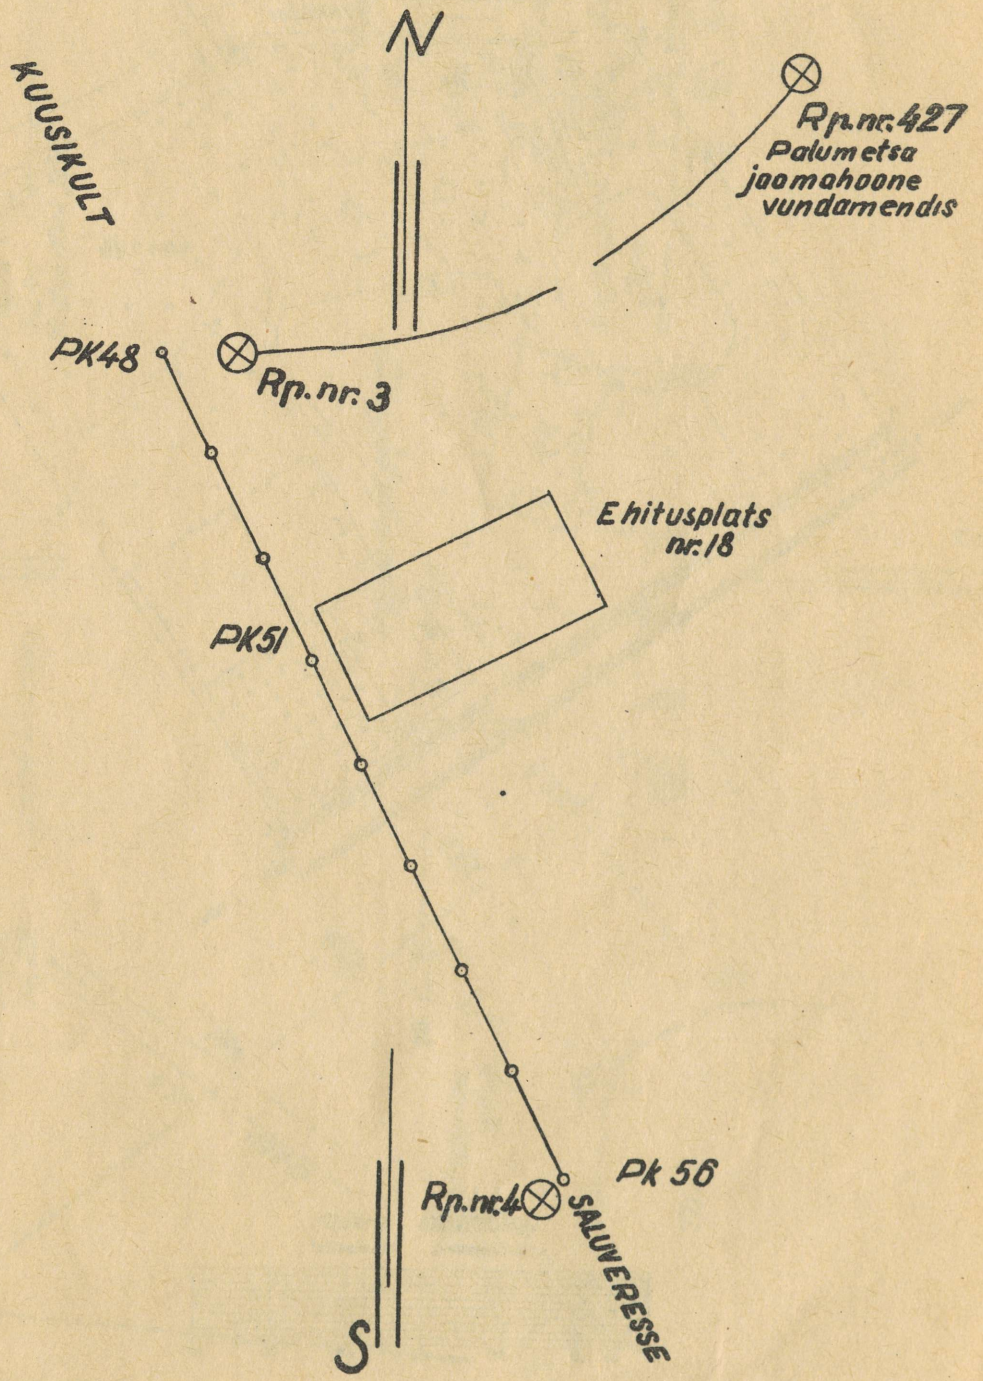 N
KUUSIKULT
Rp.nr.427
Palumetsa
jaamahoone
vundamendis
PK48
Rp.nr. 3
Ehitusplats
nr.18
PK51
PK 56
Rp.nr.4
SALUVERESSE
S